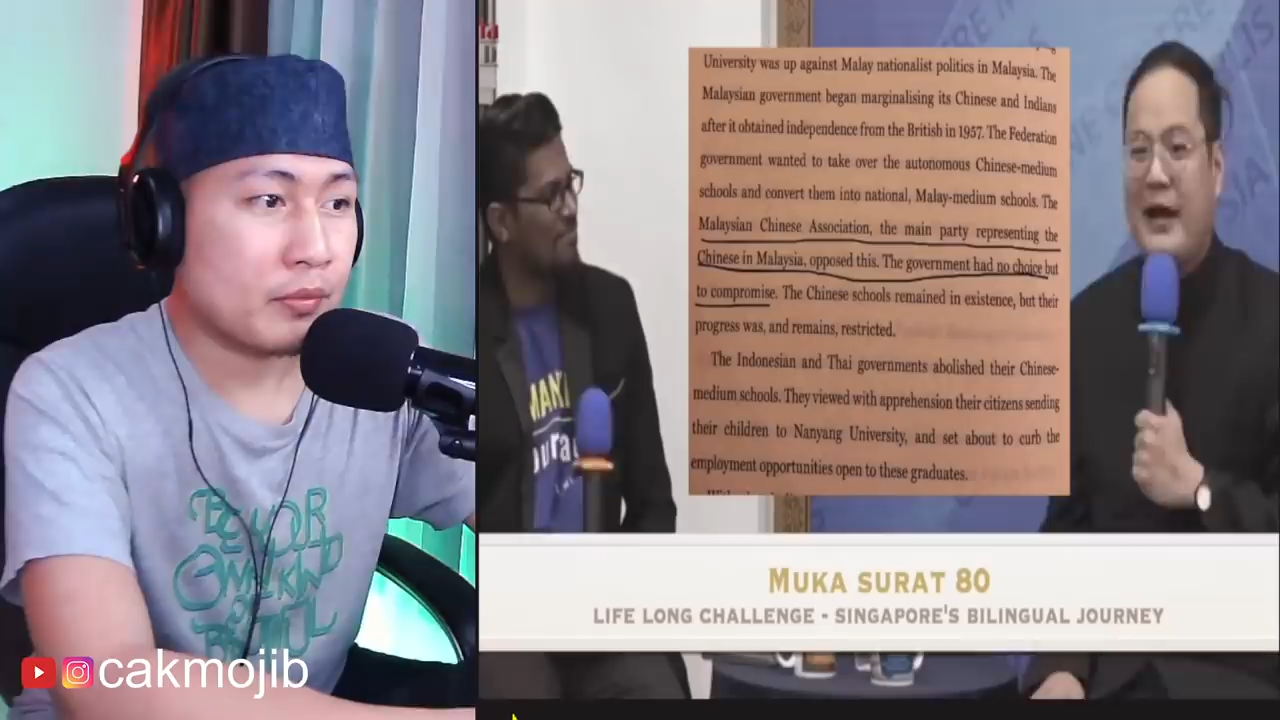 University was up against Malay nationalist politics in Malaysia. The
Malaysian government began marginalising its Chinese and Indians
after it obtained independence from the British in 1957. The Federation
government wanted to take over the autonomous Chinese-medium
schools and convert them into national, Malay-medium schools. The
Malaysian Chinese Association, the main party representing the
Chinese in Malaysia, opposed this. The government had no choice but
to compromise. The Chinese schools remained in existence, but their
progress was, and remains, restricted.
The Indonesian and Thai governments abolished their Chinese-
medium schools. They viewed with apprehension their citizens sending
their children to Nanyang University, and set about to curb the
employment opportunities open to these graduates.
MUKA SURAT 80
LIFE LONG CHALLENGE - SINGAPORE'S BILINGUAL JOURNEY
cakmojib